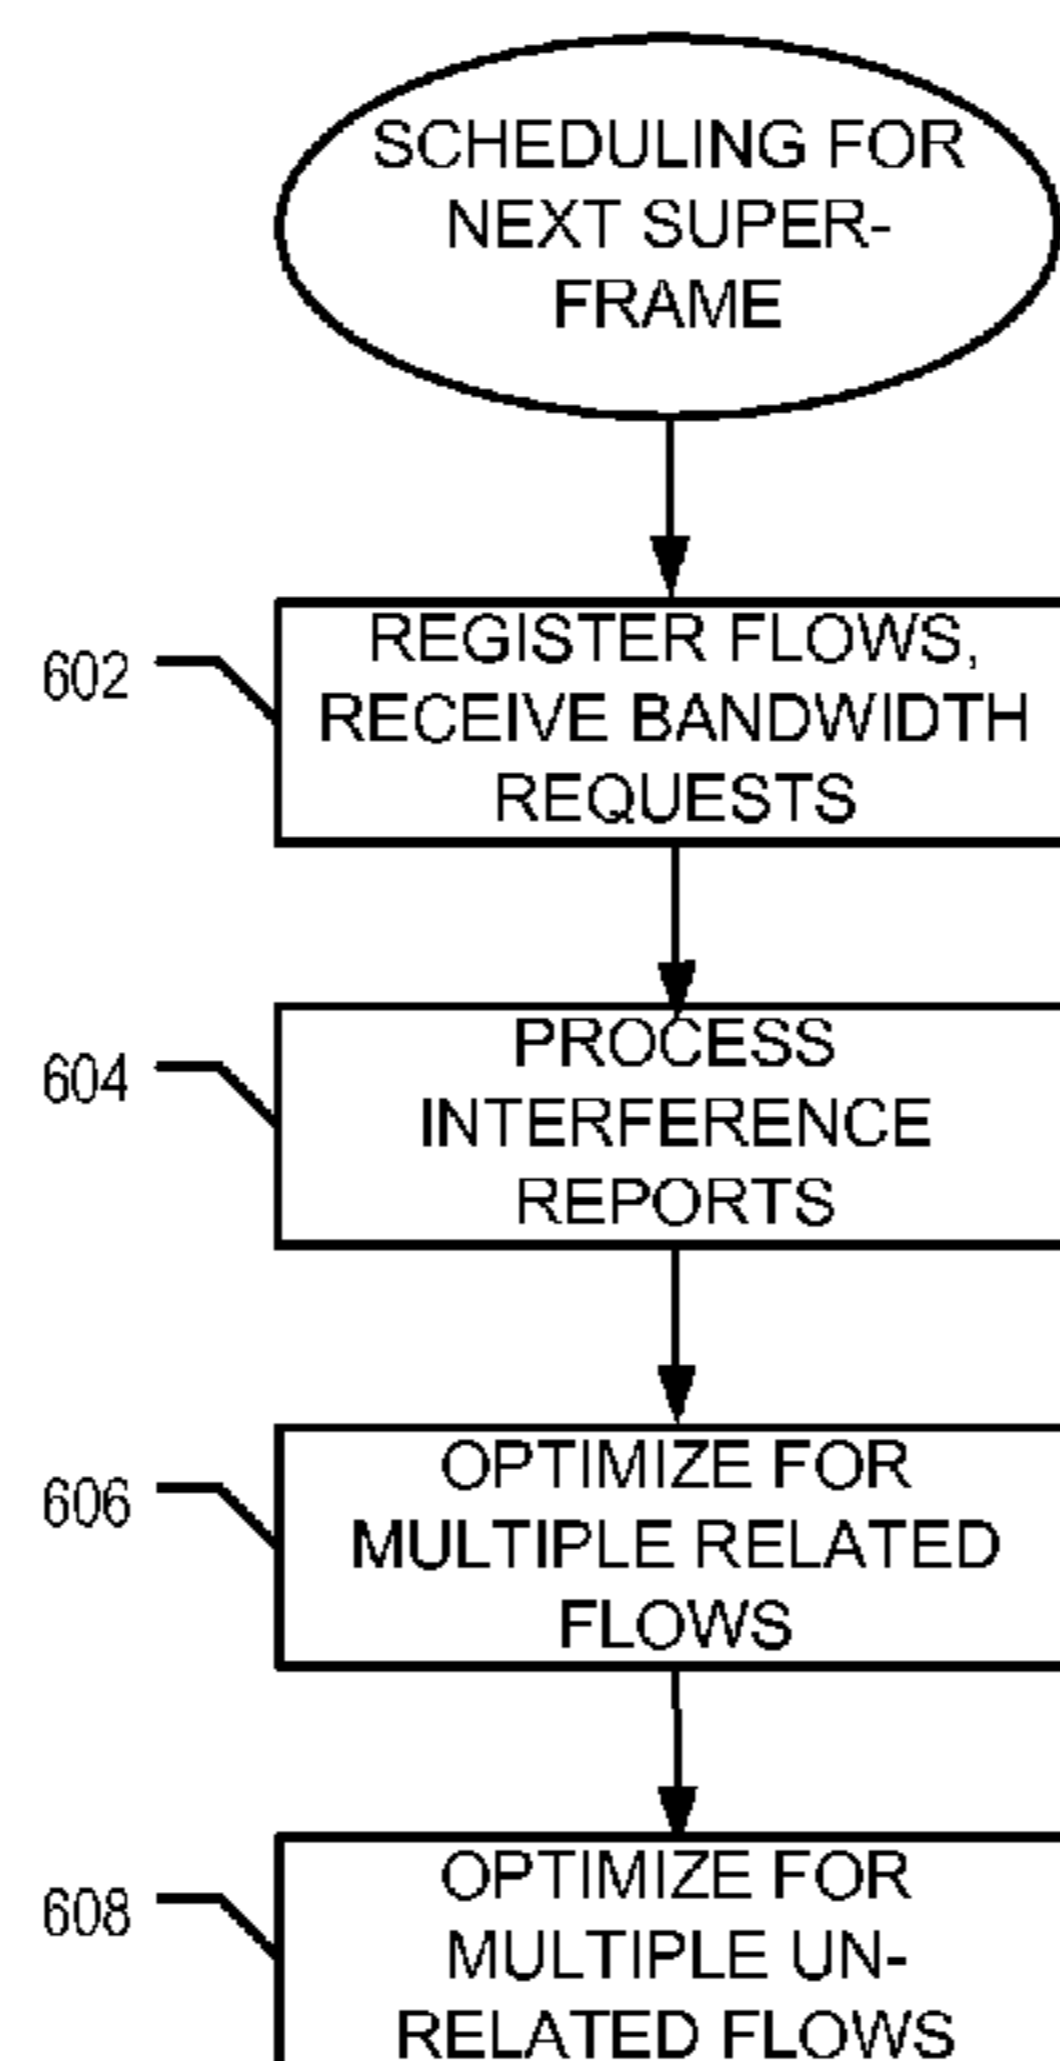 SCHEDULING FOR
NEXT SUPER-
FRAME
602
REGISTER FLOWS,
RECEIVE BANDWIDTH
REQUESTS
604
PROCESS
INTERFERENCE
REPORTS
606
OPTIMIZE FOR
MULTIPLE RELATED
FLOWS
608
OPTIMIZE FOR
MULTIPLE UN-
RELATED FLOWS